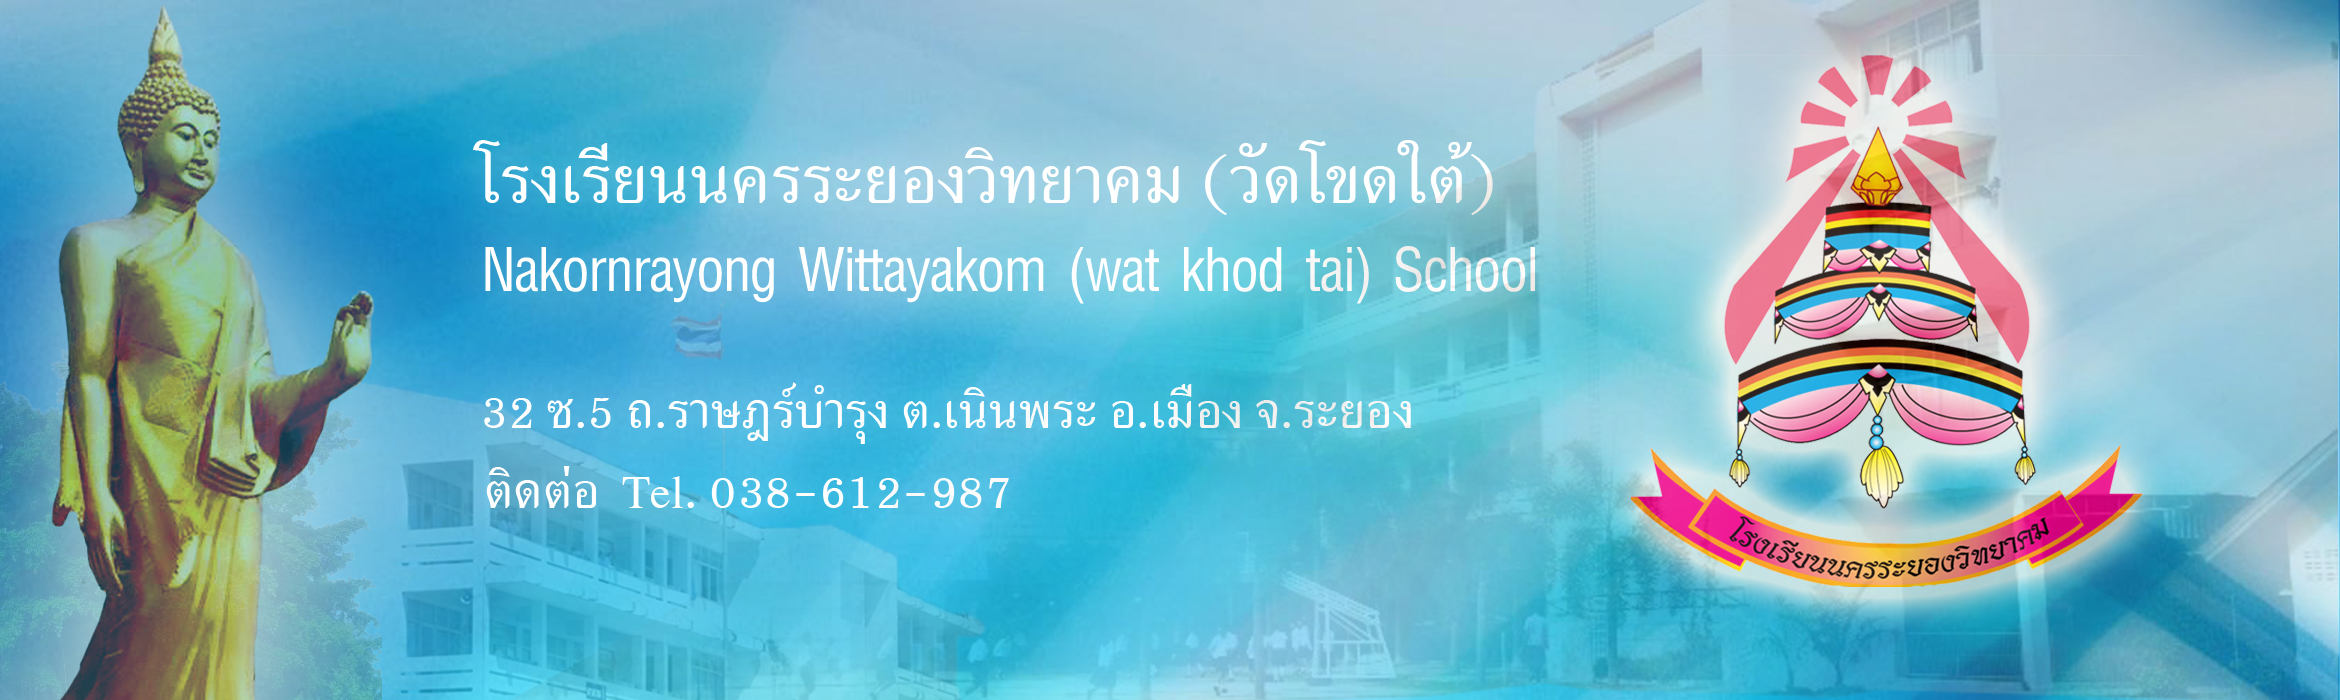 โรงเรียนนครระยองวิทยาคม (วัดโขดใต้)
Nakornrayong Wittayakom (wat khod tai) School
32 ซ.5 ถ.ราษฎร์บำรุง ต.เนินพระ อ.เมือง จ.ระยอง
ติดต่อ Tel. 038-612-987
โรงเรียนนครระยองวิทยาคม